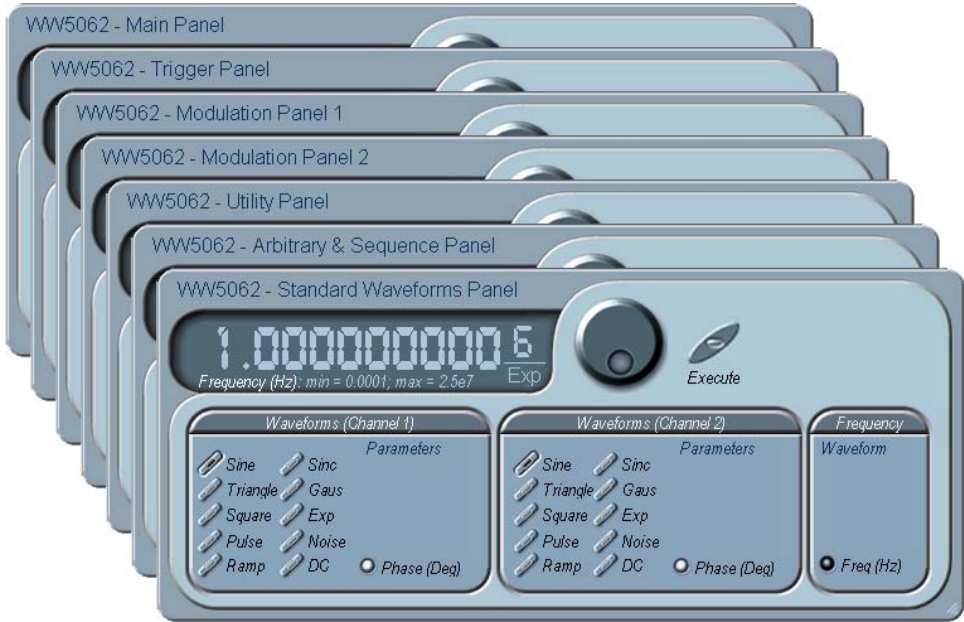 WW5062 - Main Panel
WW5062 - Trigger Panel
WW5062 - Modulation Panel 1
WW5062 - Modulation Panel 2
WW5062 - Utility Panel
WW5062 - Arbitrary & Sequence Panel
WW5062 - Standard Waveforms Panel
1.000000000 6
Exp
Frequency (Hz): min = 0.0001; max = 2.5e7
Execute
Waveforms (Channel 1)
Parameters
Sine Sinc
Triangle Gaus
Square Exp
Pulse Noise
Ramp DC Phase (Deg)
Waveforms (Channel 2)
Parameters
Sine Sinc
Triangle Gaus
Square Exp
Pulse Noise
Ramp DC Phase (Deg)
Frequency
Waveform
Freq (Hz)